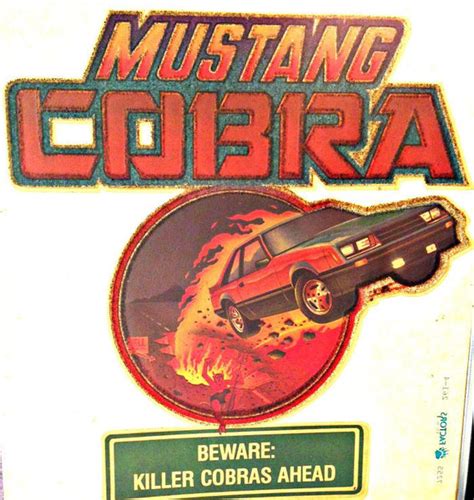 MUSTANG
COBRA
BEWARE:
KILLER COBRAS AHEAD